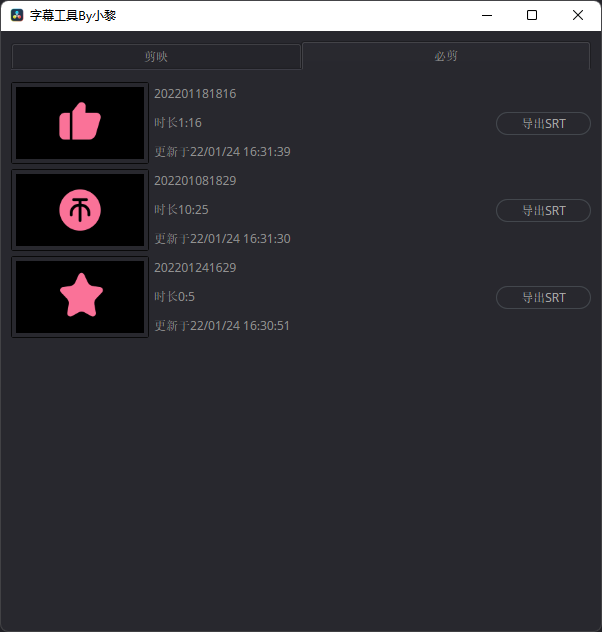 字幕工具By小黎
剪映
必剪
202201181816
时长1:16
更新于22/01/24 16:31:39
导出SRT
202201081829
时长10:25
更新于22/01/24 16:31:30
导出SRT
202201241629
时长0:5
更新于22/01/24 16:30:51
导出SRT